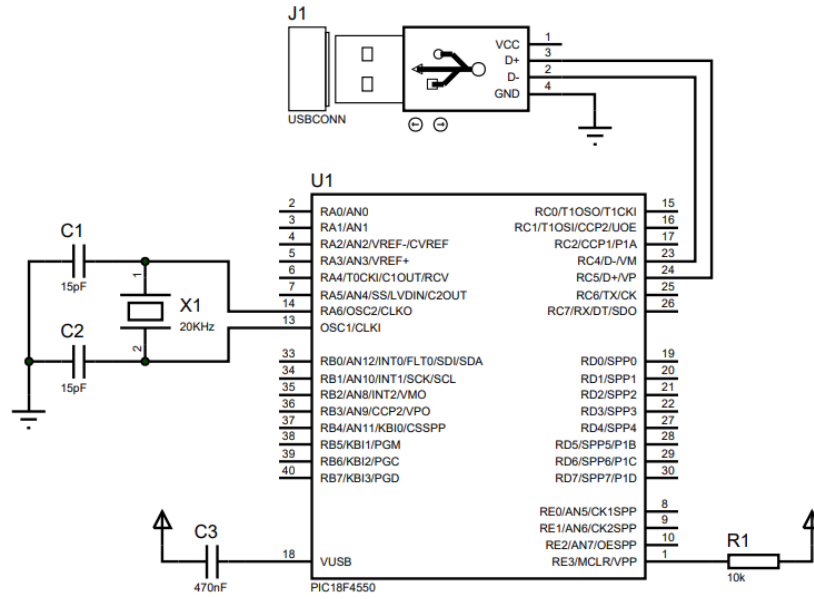 J1
VCC 1
D+ 3
D- 2
GND 4
USBCONN
U1
2 RA0/AN0
3 RA1/AN1
4 RA2/AN2/VREF-/CVREF
5 RA3/AN3/VREF+
6 RA4/T0CKI/C1OUT/RCV
7 RA5/AN4/SS/LVDIN/C2OUT
14 RA6/OSC2/CLKO
13 OSC1/CLKI
33 RB0/AN12/INT0/FLT0/SDI/SDA
34 RB1/AN10/INT1/SCK/SCL
35 RB2/AN8/INT2/VMO
36 RB3/AN9/CCP2/VPO
37 RB4/AN11/KBI0/CSSPP
38 RB5/KBI1/PGM
39 RB6/KBI2/PGC
40 RB7/KBI3/PGD
18 VUSB
RC0/T1OSO/T1CKI 15
RC1/T1OSI/CCP2/UOE 16
RC2/CCP1/P1A 17
RC4/D-/VM 23
RC5/D+/VP 24
RC6/TX/CK 25
RC7/RX/DT/SDO 26
RD0/SPP0 19
RD1/SPP1 20
RD2/SPP2 21
RD3/SPP3 22
RD4/SPP4 27
RD5/SPP5/P1B 28
RD6/SPP6/P1C 29
RD7/SPP7/P1D 30
RE0/AN5/CK1SPP 8
RE1/AN6/CK2SPP 9
RE2/AN7/OESPP 10
RE3/MCLR/VPP 1
PIC18F4550
C1
15pF
1
X1
20KHz
2
C2
15pF
C3
470nF
R1
10k